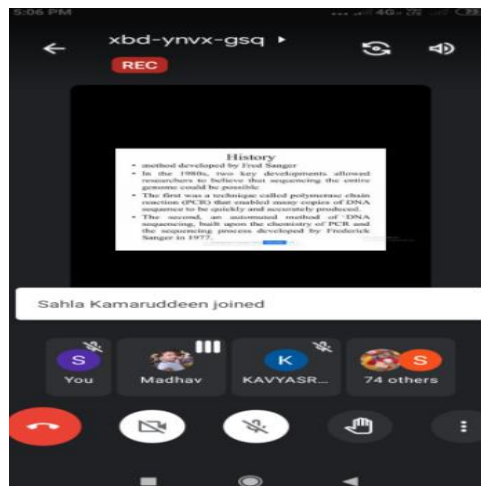 5:06 PM
4G
xbd-ynvx-gsq
REC
History
• method developed by Fred Sanger
• In the 1980s, two key developments allowed
researchers to believe that sequencing the entire
genome could be possible
• The first was a technique called polymerase chain
reaction (PCR) that enabled many copies of DNA
sequence to be quickly and accurately produced.
• The second, an automated method of DNA
sequencing, built upon the chemistry of PCR and
the sequencing process developed by Frederick
Sanger in 1977.
Sahla Kamaruddeen joined
S
K
S
You
Madhav
KAVYASR...
74 others